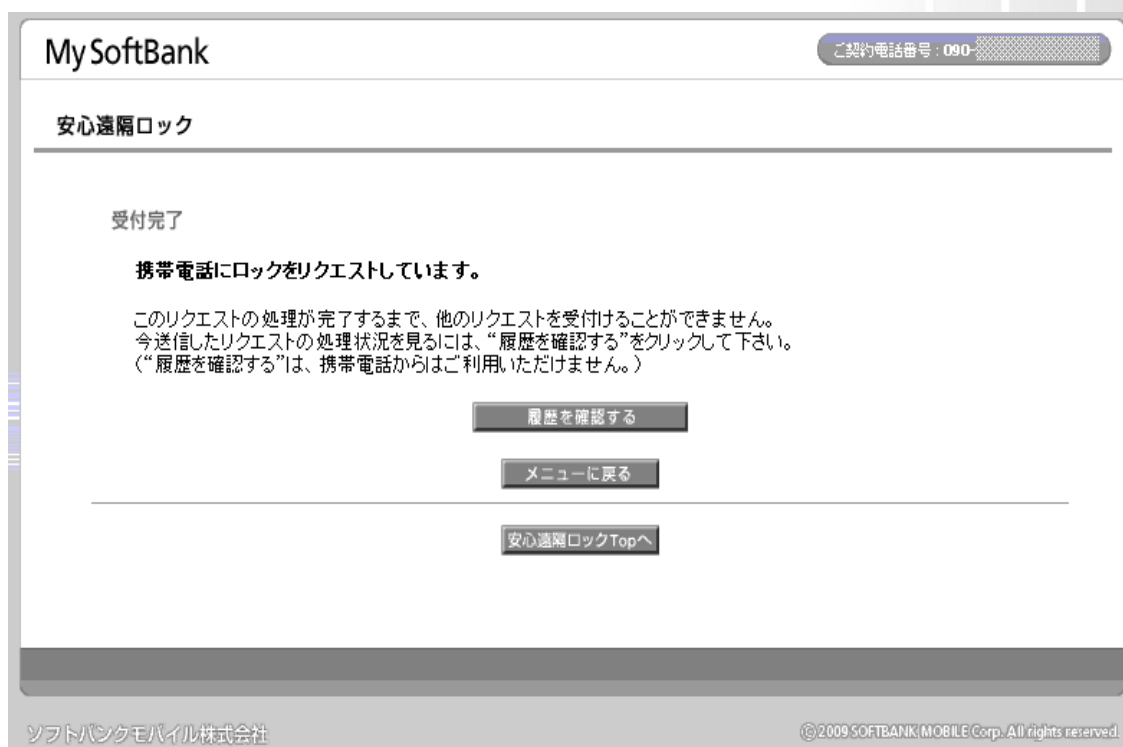 My SoftBank
ご契約電話番号：090-
安心遠隔ロック
受付完了
携帯電話にロックをリクエストしています。
このリクエストの処理が完了するまで、他のリクエストを受付けることができません。
今送信したリクエストの処理状況を見るには、“履歴を確認する”をクリックして下さい。
（“履歴を確認する”は、携帯電話からはご利用いただけません。）
履歴を確認する
メニューに戻る
安心遠隔ロックTopへ
ソフトバンクモバイル株式会社
©2009 SOFTBANK MOBILE Corp. All rights reserved.